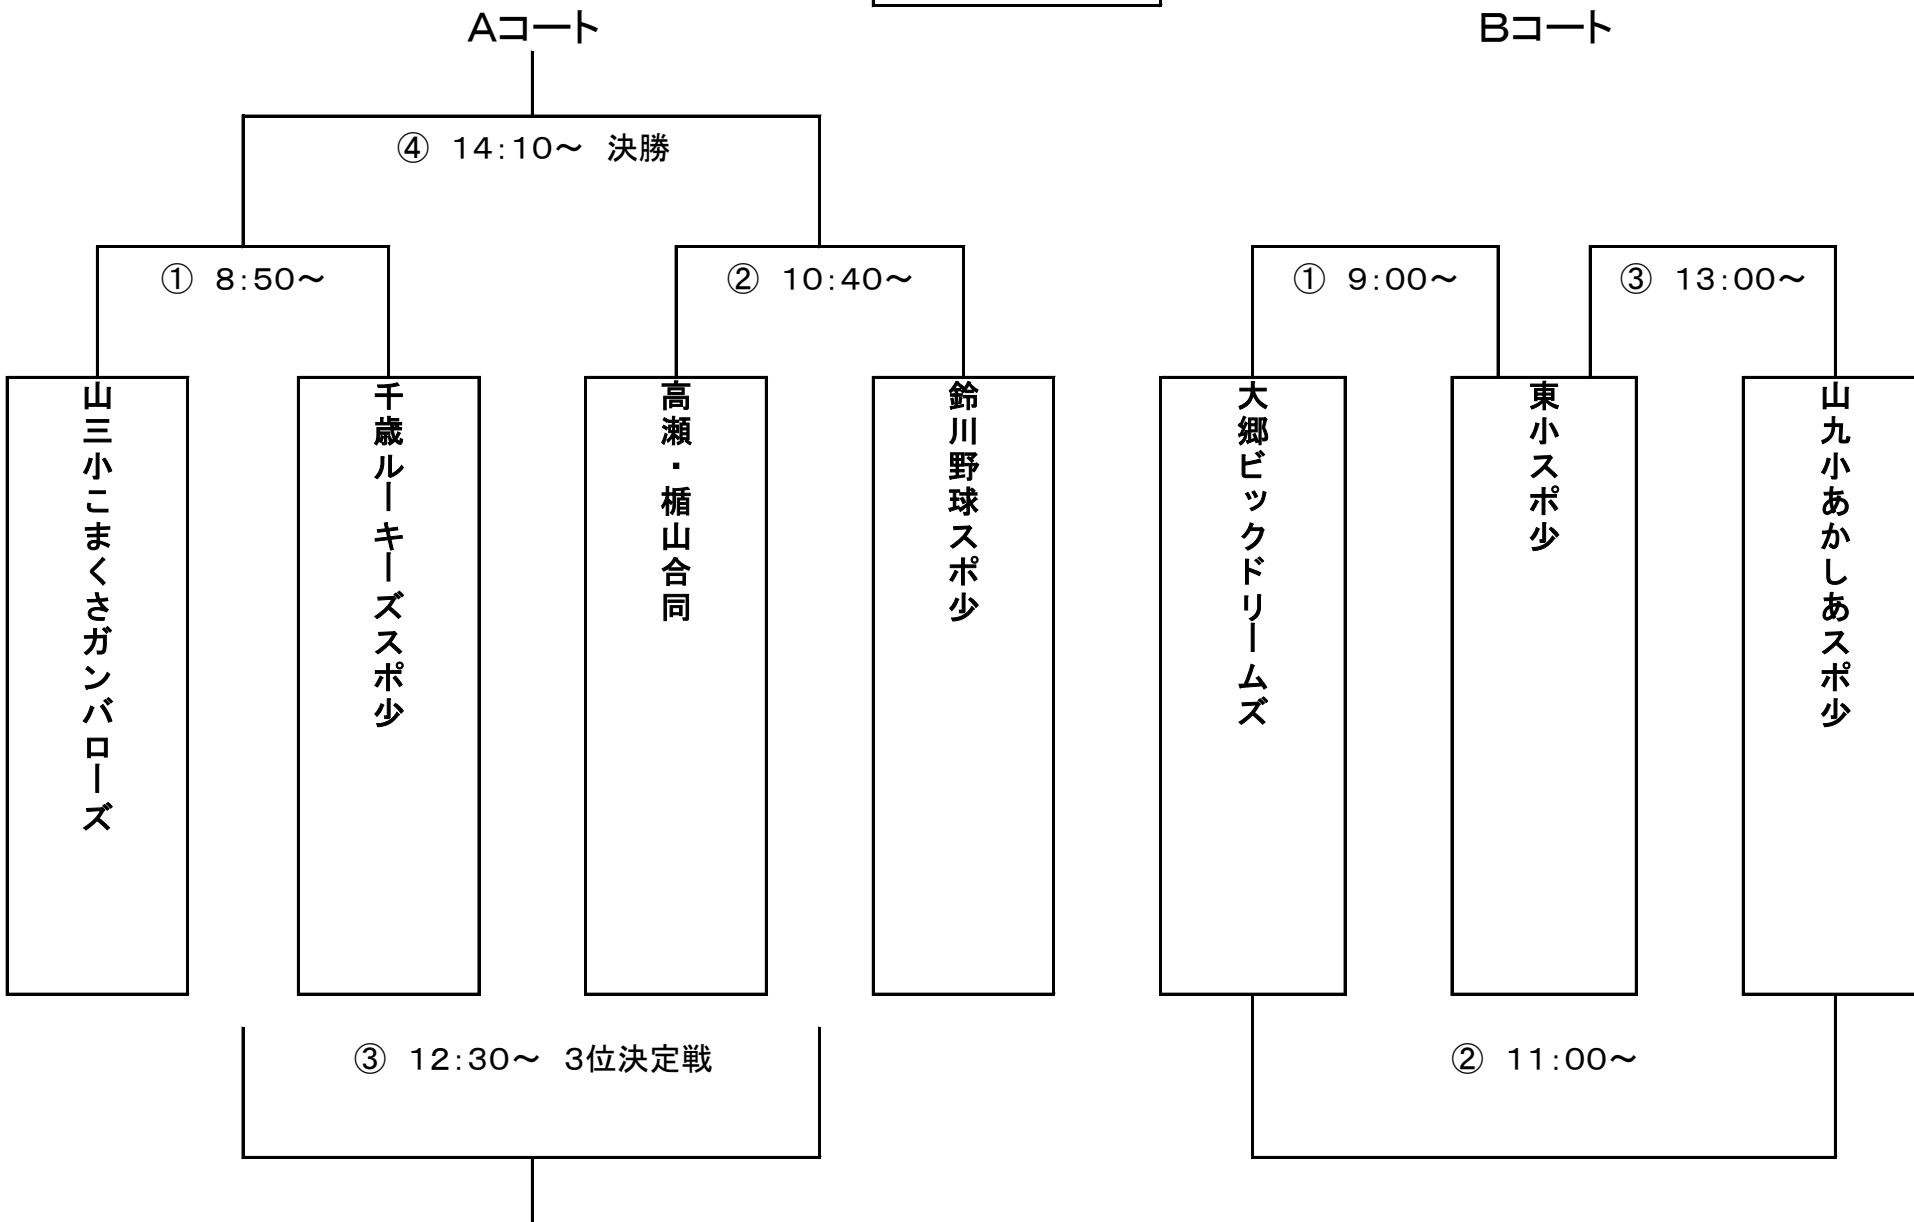 Aコート
Bコート
④ 14:10～ 決勝
① 8:50～
② 10:40～
① 9:00～
③ 13:00～
山三小こまくさガンバローズ
千歳ルーキーズスポ少
高瀬・楯山合同
鈴川野球スポ少
大郷ビックドリームズ
東小スポ少
山九小あかしあスポ少
③ 12:30～ 3位決定戦
② 11:00～